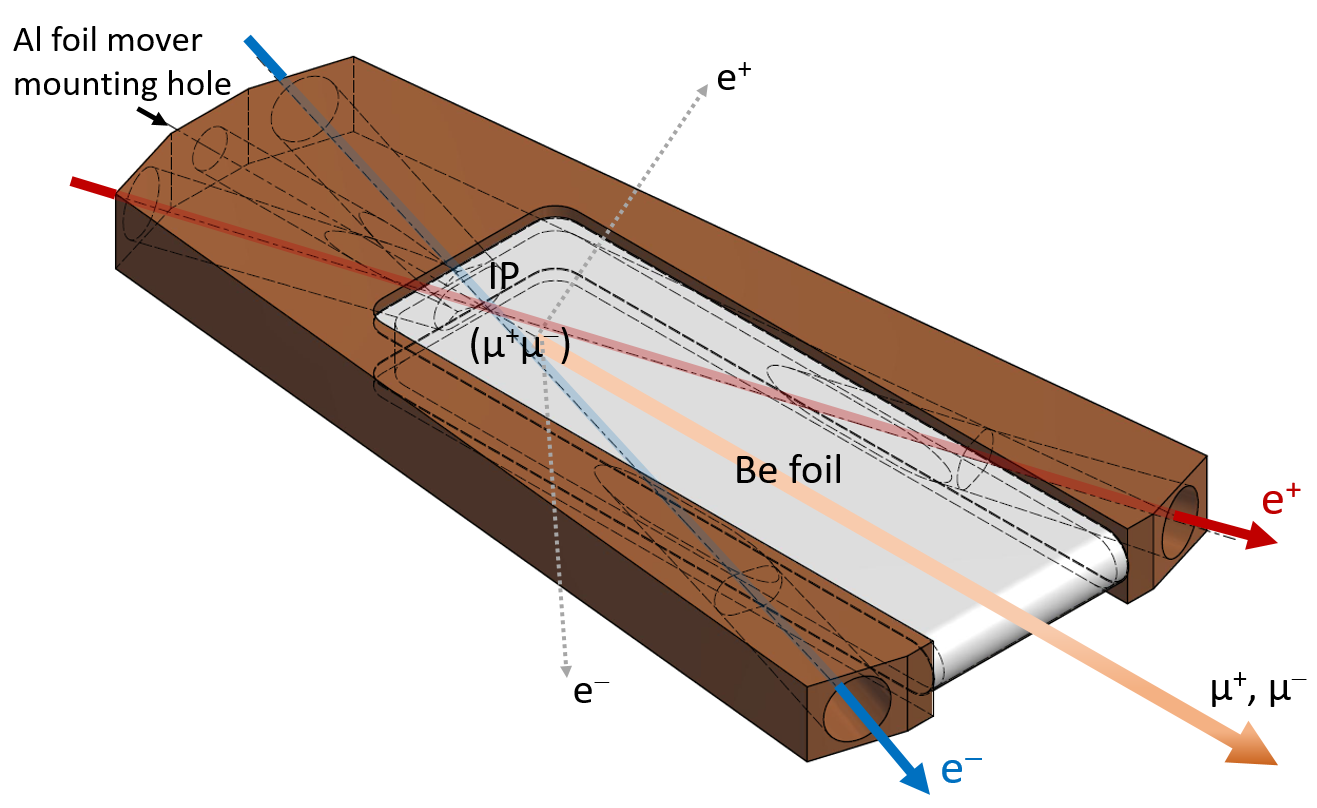 Al foil mover
mounting hole
e⁺
IP
(μ⁺μ⁻)
Be foil
e⁺
e⁻
μ⁺, μ⁻
e⁻